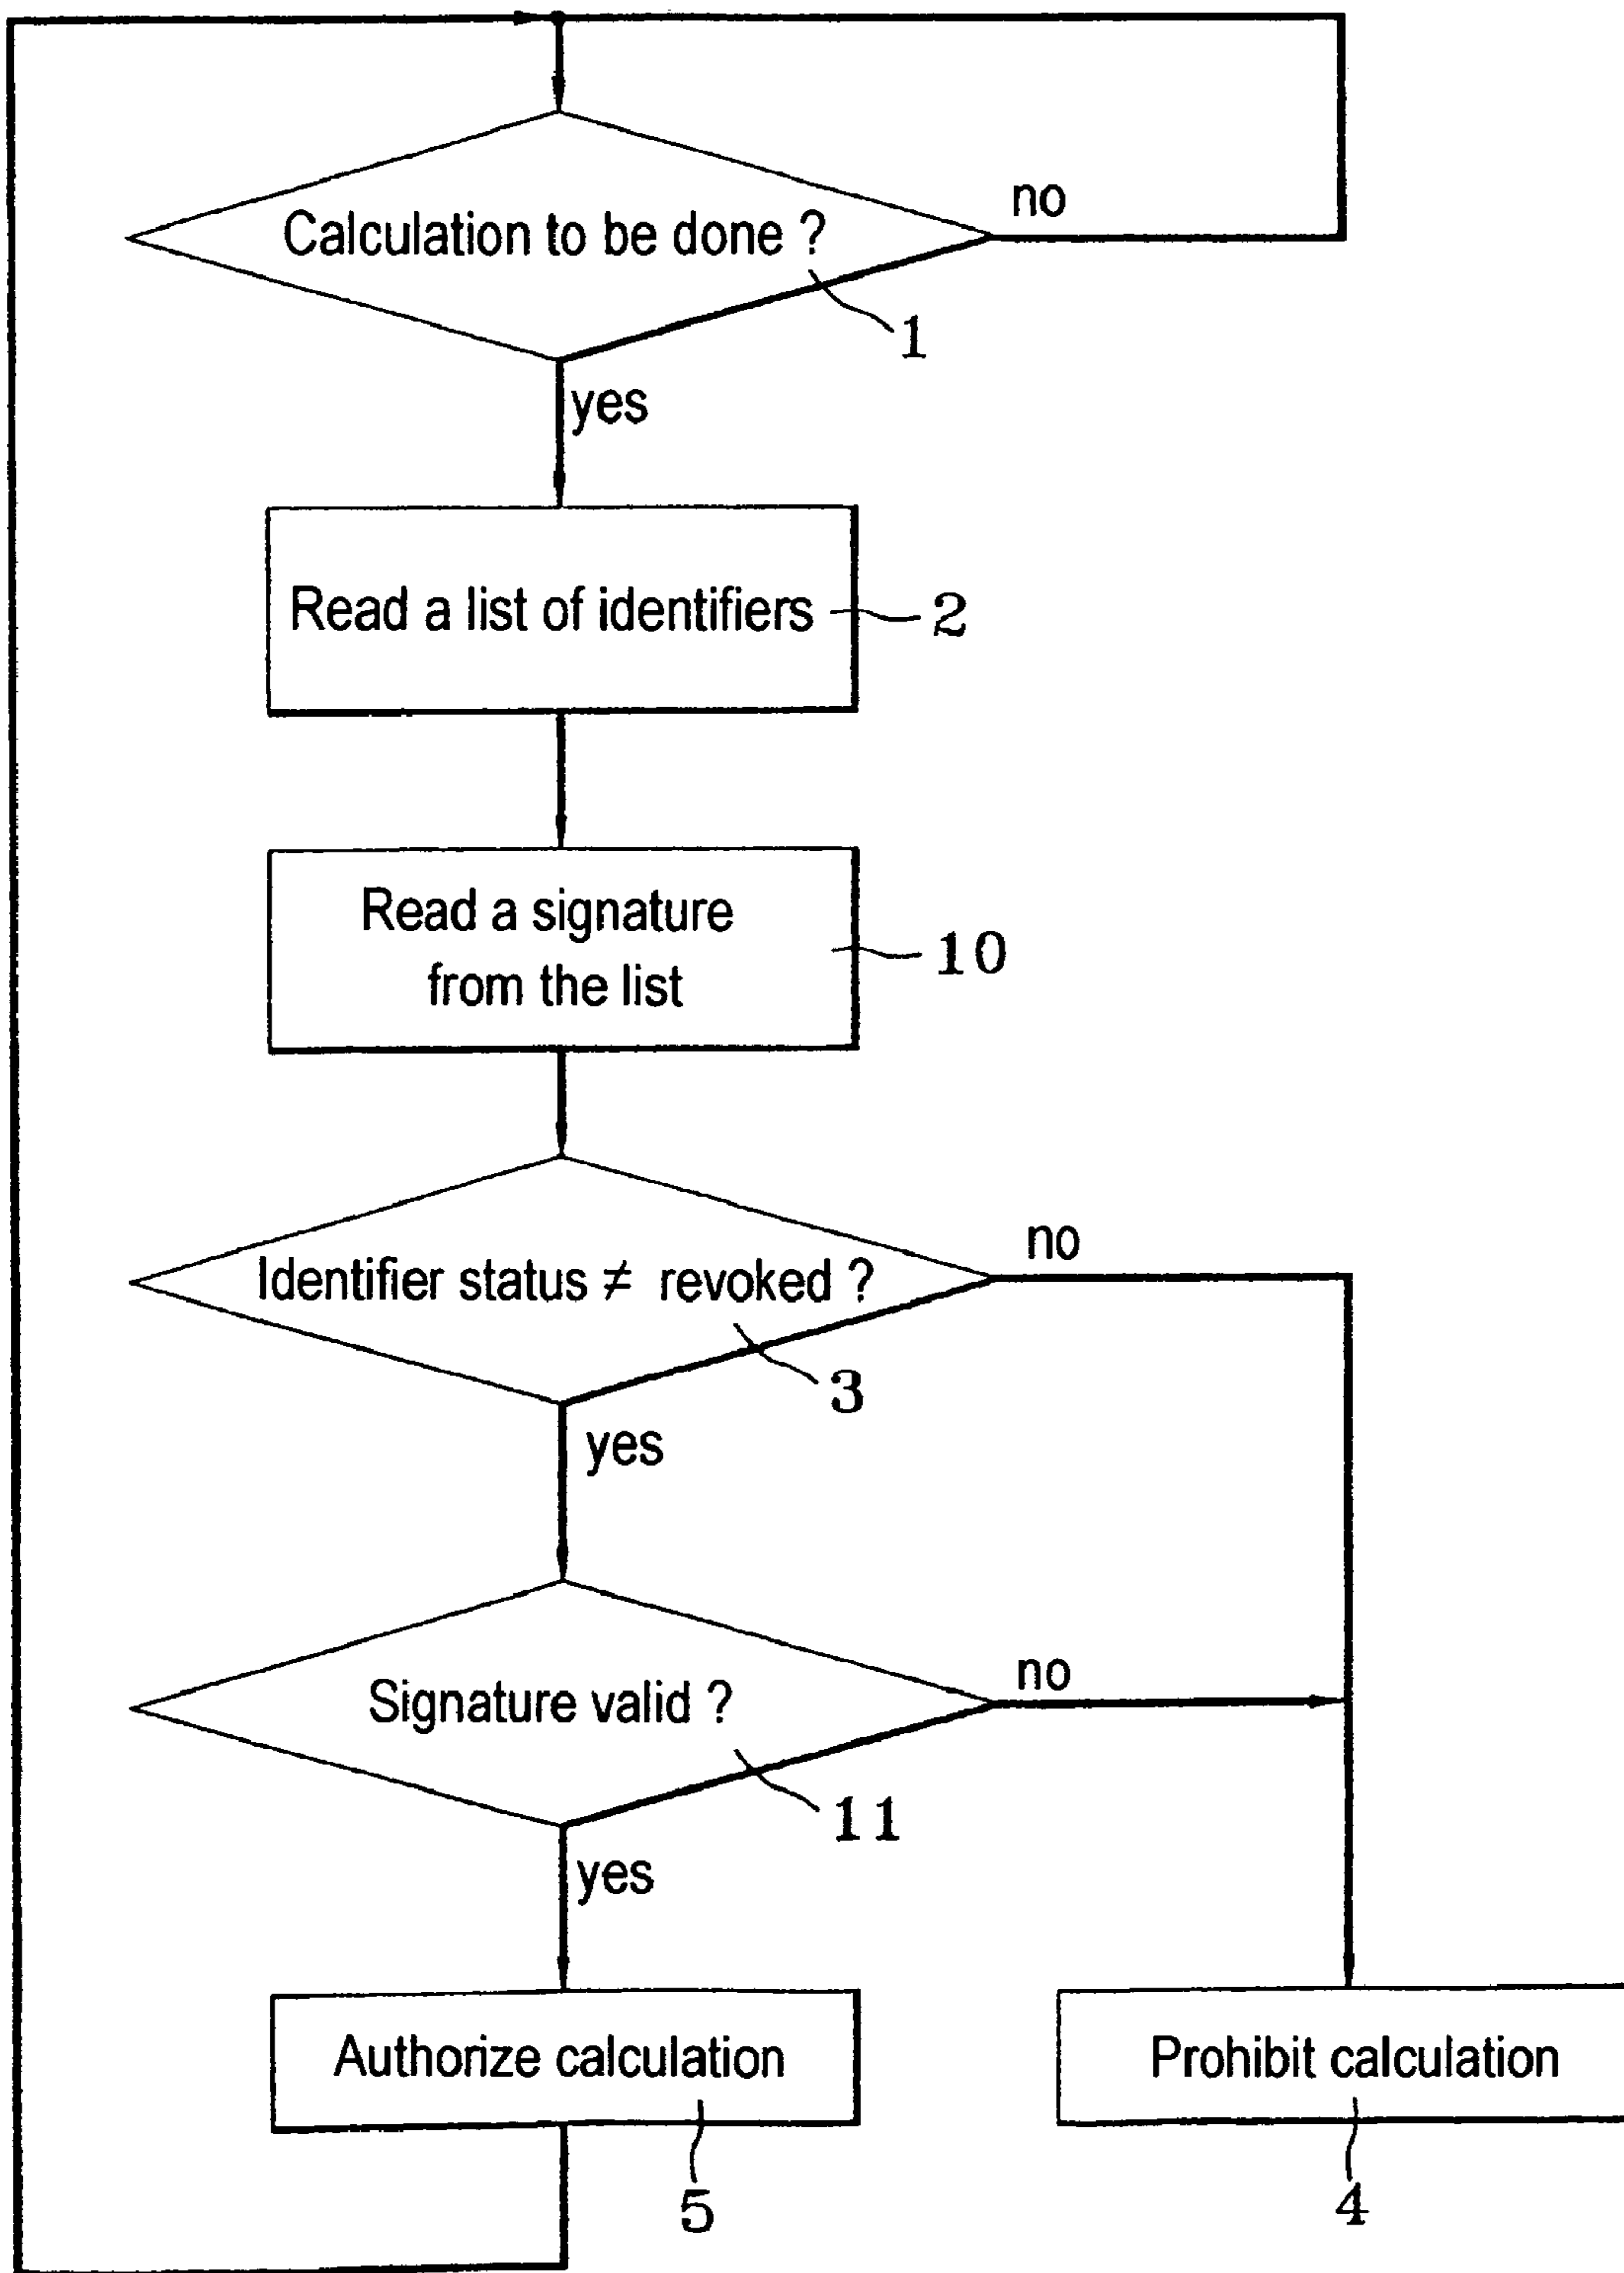 Calculation to be done ?
no
1
yes
Read a list of identifiers
2
Read a signature
from the list
10
Identifier status ≠ revoked ?
no
3
yes
Signature valid ?
no
11
yes
Authorize calculation
5
Prohibit calculation
4